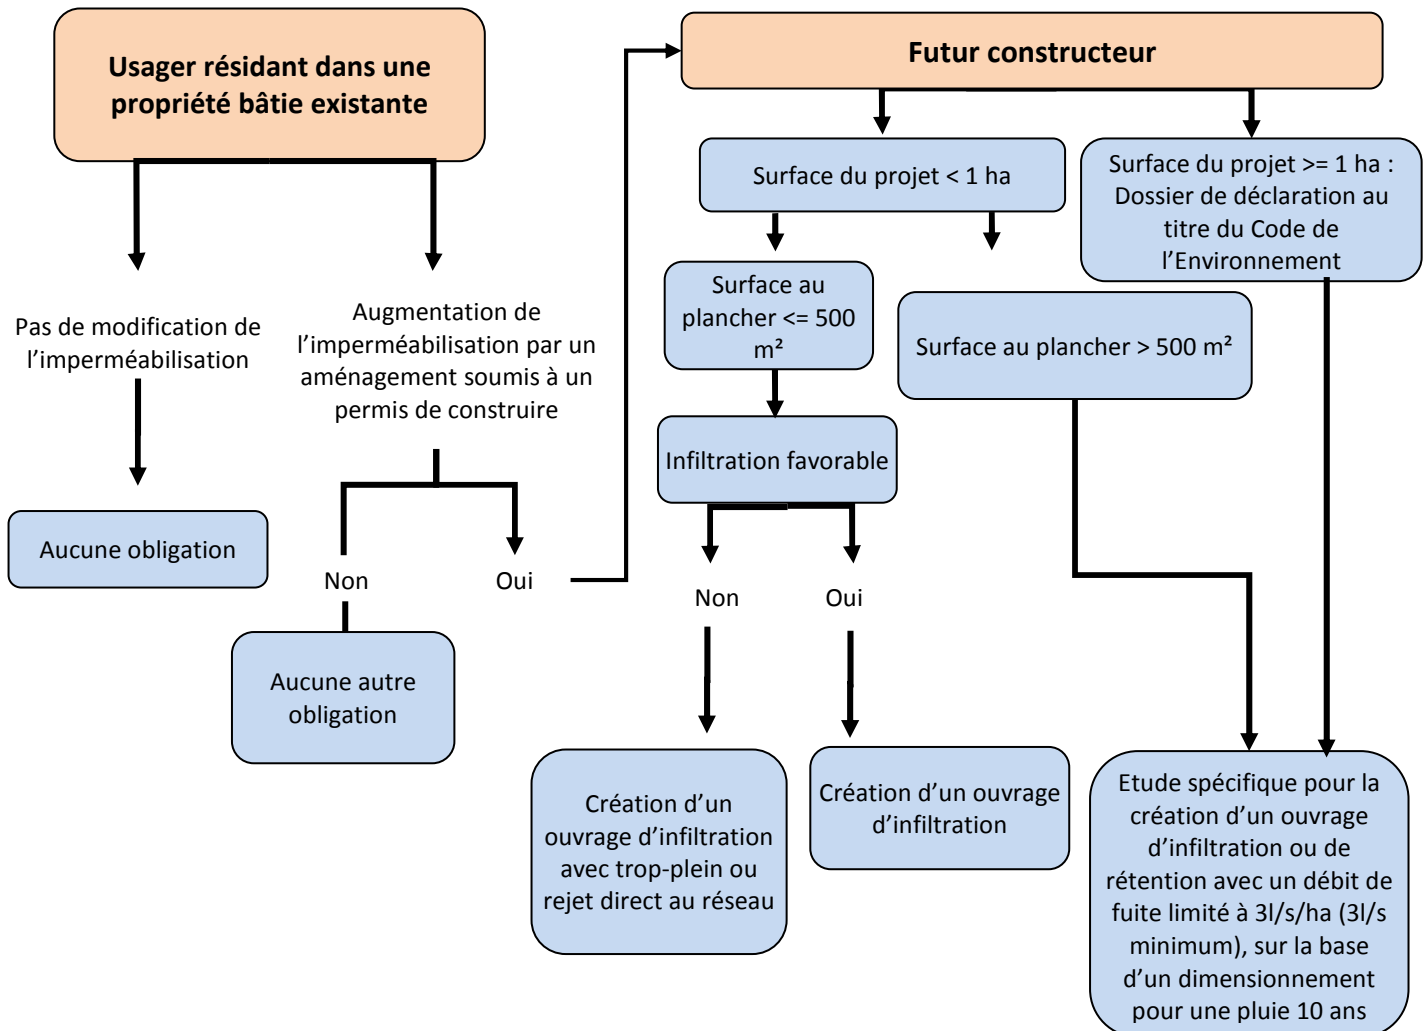 Usager résidant dans une
propriété bâtie existante
Futur constructeur
Surface du projet < 1 ha
Surface du projet >= 1 ha :
Dossier de déclaration au
titre du Code de
l’Environnement
Pas de modification de
l’imperméabilisation
Augmentation de
l’imperméabilisation par un
aménagement soumis à un
permis de construire
Surface au
plancher <= 500
m²
Surface au plancher > 500 m²
Infiltration favorable
Aucune obligation
Non
Oui
Non
Oui
Aucune autre
obligation
Création d’un
ouvrage d’infiltration
avec trop-plein ou
rejet direct au réseau
Création d’un ouvrage
d’infiltration
Etude spécifique pour la
création d’un ouvrage
d’infiltration ou de
rétention avec un débit de
fuite limité à 3l/s/ha (3l/s
minimum), sur la base
d’un dimensionnement
pour une pluie 10 ans